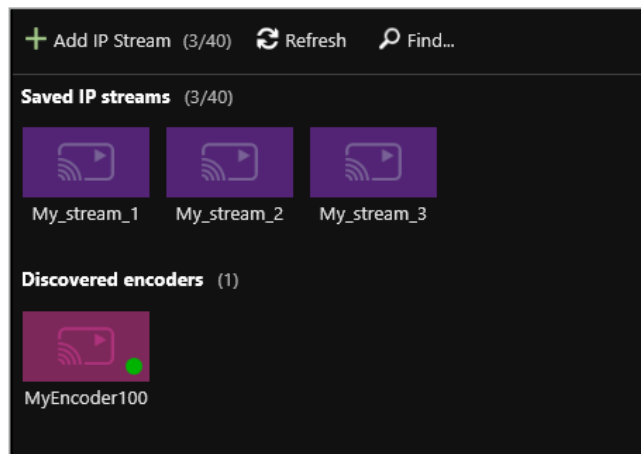 Add IP Stream (3/40) Refresh Find...
Saved IP streams (3/40)
My_stream_1 My_stream_2 My_stream_3
Discovered encoders (1)
MyEncoder100